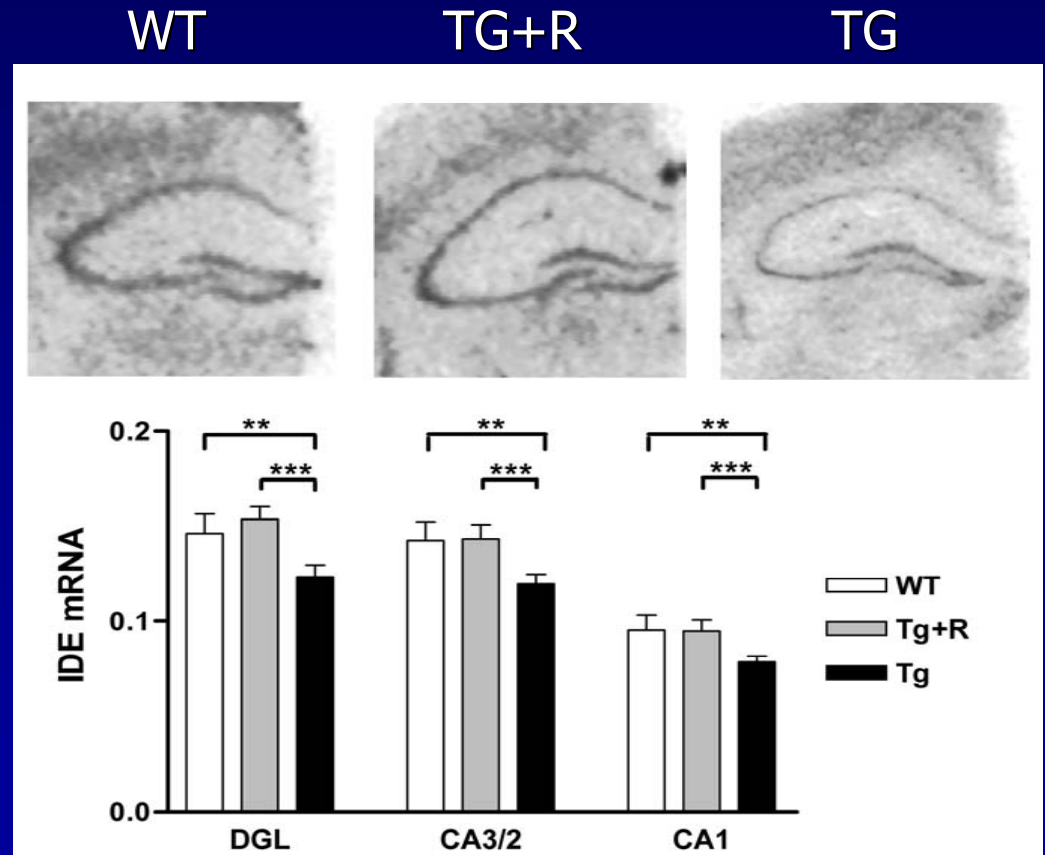 WT TG+R TG
** ** **
*** *** ***
0.2
0.1
0.0
IDE mRNA
WT
Tg+R
Tg
DGL CA3/2 CA1